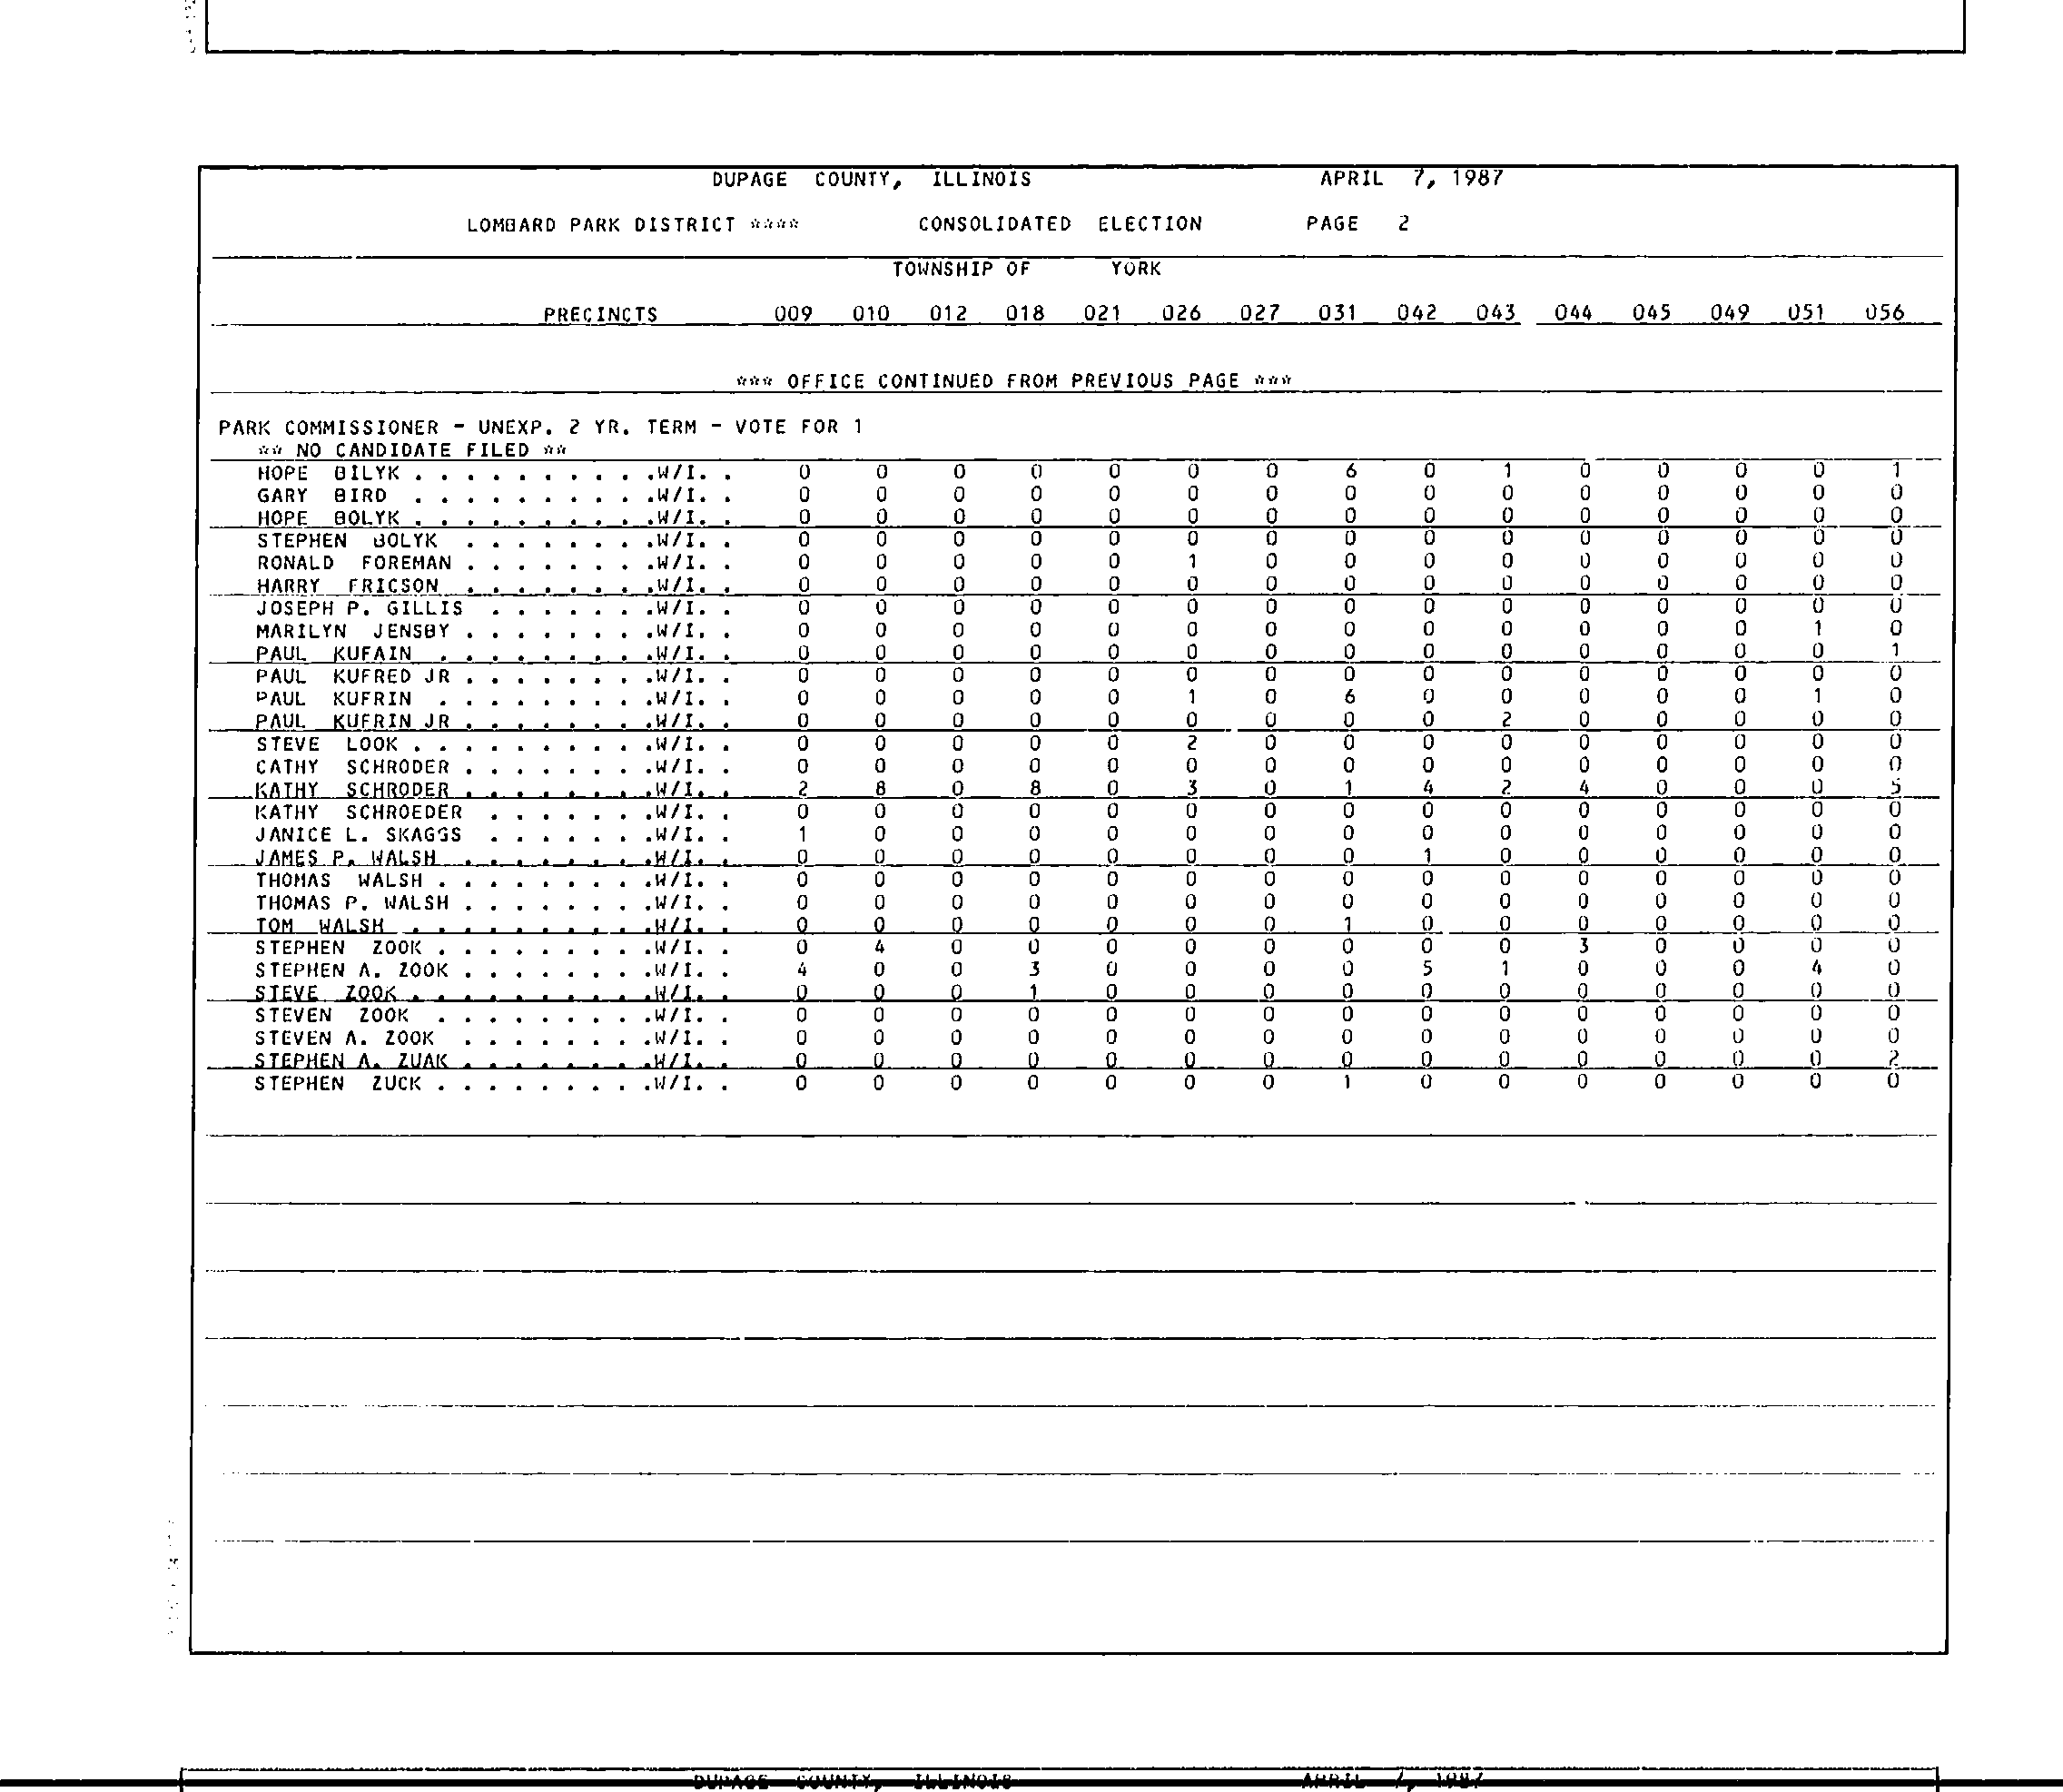 DUPAGE COUNTY, ILLINOIS APRIL 7, 1987
LOMBARD PARK DISTRICT **** CONSOLIDATED ELECTION PAGE 2
TOWNSHIP OF YORK
PRECINCTS 009 010 012 018 021 026 027 031 042 043 044 045 049 051 056
*** OFFICE CONTINUED FROM PREVIOUS PAGE ***
PARK COMMISSIONER - UNEXP. 2 YR. TERM - VOTE FOR 1
** NO CANDIDATE FILED **
HOPE BILYK . . . . . . . . . .W/I. . 0 0 0 0 0 0 0 6 0 1 0 0 0 0 1
GARY BIRD . . . . . . . . . .W/I. . 0 0 0 0 0 0 0 0 0 0 0 0 0 0 0
HOPE BOLYK . . . . . . . . . .W/I. . 0 0 0 0 0 0 0 0 0 0 0 0 0 0 0
STEPHEN BOLYK . . . . . . . .W/I. . 0 0 0 0 0 0 0 0 0 0 0 0 0 0 0
RONALD FOREMAN . . . . . . . .W/I. . 0 0 0 0 0 1 0 0 0 0 0 0 0 0 0
HARRY FRICSON . . . . . . . .W/I. . 0 0 0 0 0 0 0 0 0 0 0 0 0 0 0
JOSEPH P. GILLIS . . . . . . .W/I. . 0 0 0 0 0 0 0 0 0 0 0 0 0 0 0
MARILYN JENSBY . . . . . . . .W/I. . 0 0 0 0 0 0 0 0 0 0 0 0 0 1 0
PAUL KUFAIN . . . . . . . . .W/I. . 0 0 0 0 0 0 0 0 0 0 0 0 0 0 1
PAUL KUFRED JR . . . . . . . .W/I. . 0 0 0 0 0 0 0 0 0 0 0 0 0 0 0
PAUL KUFRIN . . . . . . . . .W/I. . 0 0 0 0 0 1 0 6 0 0 0 0 0 1 0
PAUL KUFRIN JR . . . . . . . .W/I. . 0 0 0 0 0 0 0 0 0 2 0 0 0 0 0
STEVE LOOK . . . . . . . . . .W/I. . 0 0 0 0 0 2 0 0 0 0 0 0 0 0 0
CATHY SCHRODER . . . . . . . .W/I. . 0 0 0 0 0 0 0 0 0 0 0 0 0 0 0
KATHY SCHRODER . . . . . . . .W/I. . 2 8 0 8 0 3 0 1 4 2 4 0 0 0 5
KATHY SCHROEDER . . . . . . .W/I. . 0 0 0 0 0 0 0 0 0 0 0 0 0 0 0
JANICE L. SKAGGS . . . . . . .W/I. . 1 0 0 0 0 0 0 0 0 0 0 0 0 0 0
JAMES P. WALSH . . . . . . . .W/I. . 0 0 0 0 0 0 0 0 1 0 0 0 0 0 0
THOMAS WALSH . . . . . . . . .W/I. . 0 0 0 0 0 0 0 0 0 0 0 0 0 0 0
THOMAS P. WALSH . . . . . . . .W/I. . 0 0 0 0 0 0 0 0 0 0 0 0 0 0 0
TOM WALSH . . . . . . . . . .W/I. . 0 0 0 0 0 0 0 1 0 0 0 0 0 0 0
STEPHEN ZOOK . . . . . . . . .W/I. . 0 4 0 0 0 0 0 0 0 0 3 0 0 0 0
STEPHEN A. ZOOK . . . . . . . .W/I. . 4 0 0 3 0 0 0 0 5 1 0 0 0 4 0
STEVE ZOOK . . . . . . . . . .W/I. . 0 0 0 1 0 0 0 0 0 0 0 0 0 0 0
STEVEN ZOOK . . . . . . . . .W/I. . 0 0 0 0 0 0 0 0 0 0 0 0 0 0 0
STEVEN A. ZOOK . . . . . . . .W/I. . 0 0 0 0 0 0 0 0 0 0 0 0 0 0 0
STEPHEN A. ZUAK . . . . . . . .W/I. . 0 0 0 0 0 0 0 0 0 0 0 0 0 0 2
STEPHEN ZUCK . . . . . . . . .W/I. . 0 0 0 0 0 0 0 1 0 0 0 0 0 0 0
DUPAGE COUNTY, ILLINOIS APRIL 7, 1987